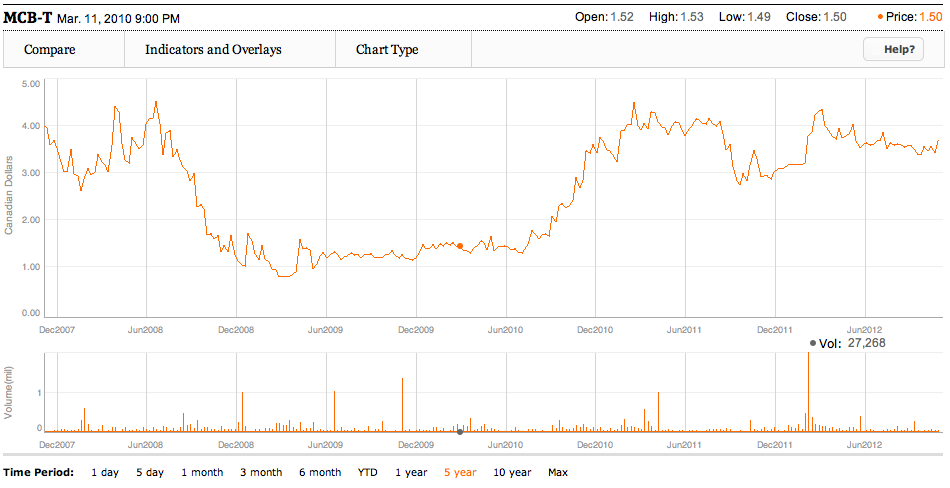 MCB-T Mar. 11, 2010 9:00 PM Open: 1.52 High: 1.53 Low: 1.49 Close: 1.50 Price: 1.50
Compare Indicators and Overlays Chart Type Help?
5.00
4.00
3.00
2.00
1.00
0.00
Canadian Dollars
Dec2007 Jun2008 Dec2008 Jun2009 Dec2009 Jun2010 Dec2010 Jun2011 Dec2011 Jun2012
Vol: 27,268
1
0
Volume(mil)
Dec2007 Jun2008 Dec2008 Jun2009 Dec2009 Jun2010 Dec2010 Jun2011 Dec2011 Jun2012
Time Period: 1 day 5 day 1 month 3 month 6 month YTD 1 year 5 year 10 year Max